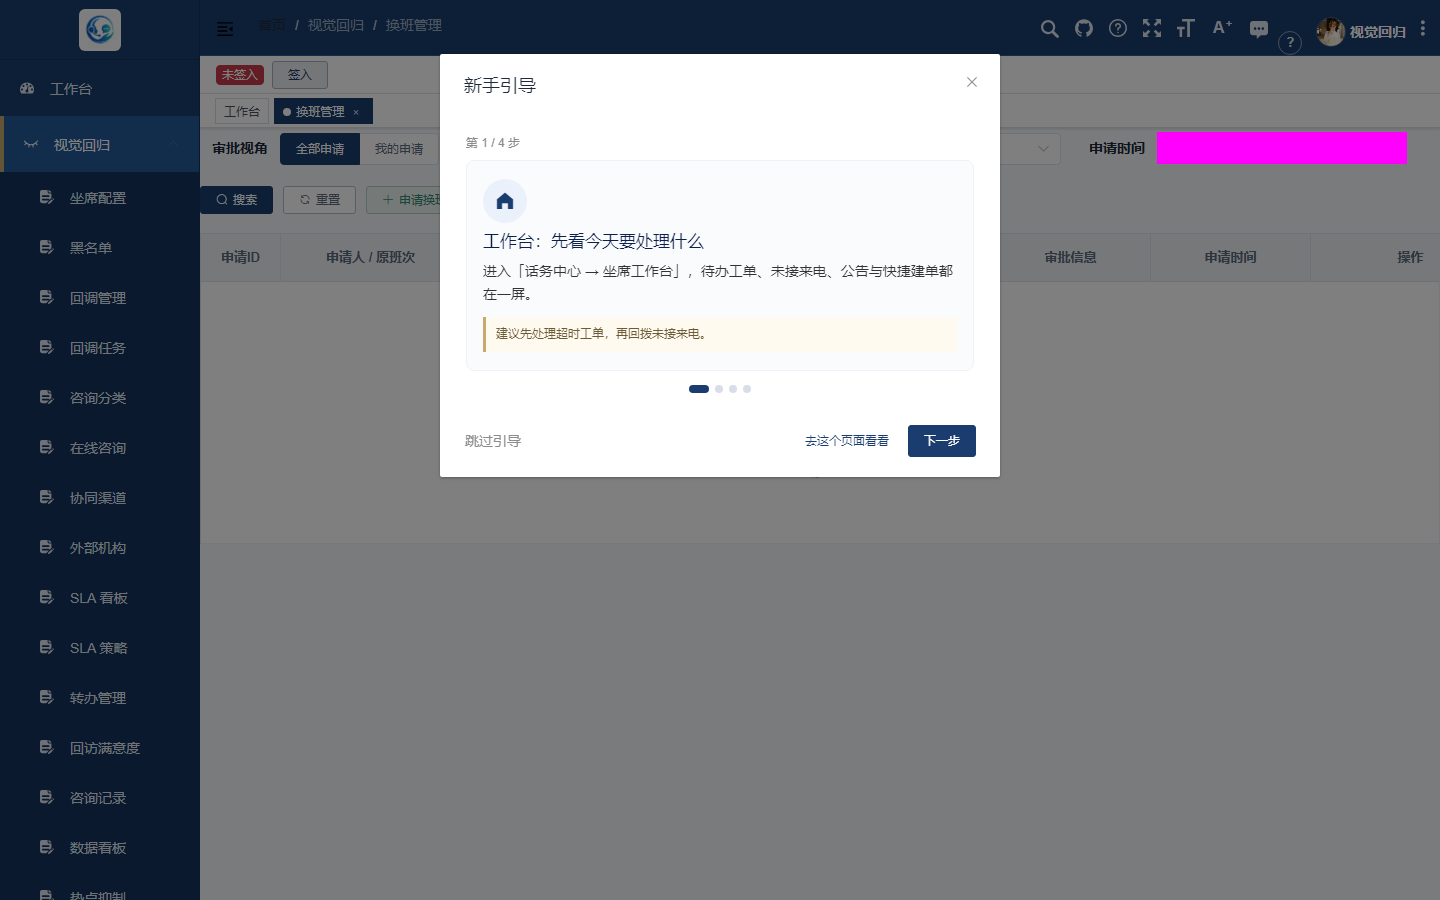 首页 / 视觉回归 / 换班管理
A+
?
视觉回归
未签入 签入
工作台 换班管理 ×
审批视角 全部申请 我的申请 申请时间
搜索 重置 + 申请换
申请ID 申请人 / 原班次 审批信息 申请时间 操作
工作台
视觉回归
坐席配置
黑名单
回调管理
回调任务
咨询分类
在线咨询
协同渠道
外部机构
SLA 看板
SLA 策略
转办管理
回访满意度
咨询记录
数据看板
新手引导
第 1 / 4 步
工作台：先看今天要处理什么
进入「话务中心 → 坐席工作台」，待办工单、未接来电、公告与快捷建单都
在一屏。
建议先处理超时工单，再回拨未接来电。
跳过引导 去这个页面看看 下一步